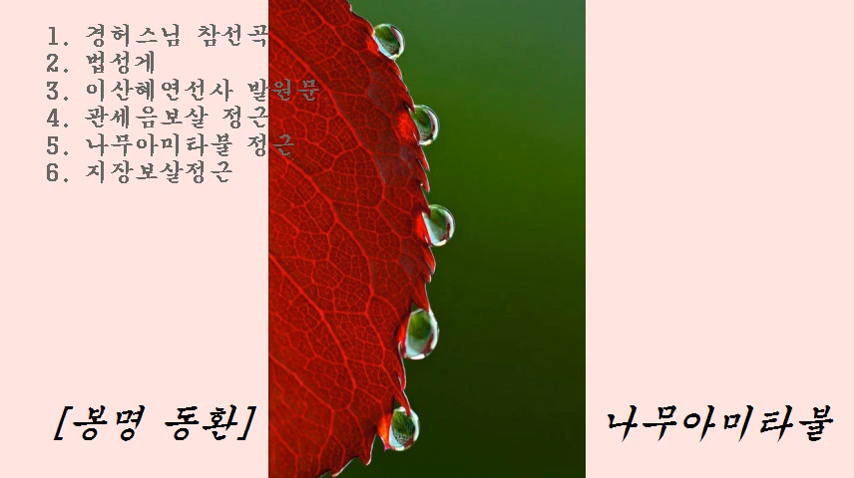 1. 경허스님 참선곡
2. 법성게
3. 이산혜연선사 발원문
4. 관세음보살 정근
5. 나무아미타불 정근
6. 지장보살정근
[봉명 동환]
나무아미타불